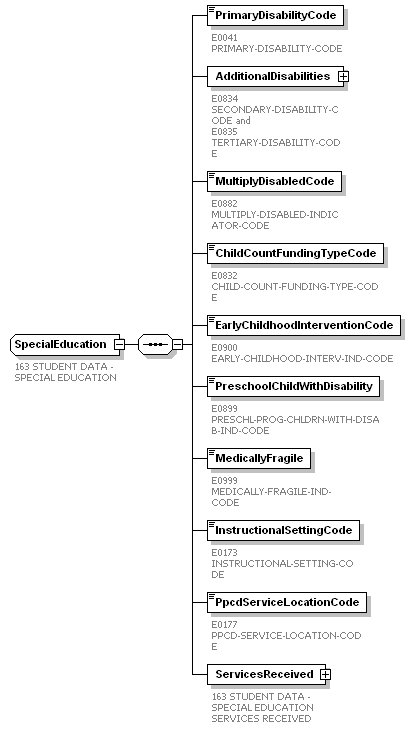 PrimaryDisabilityCode
E0041
PRIMARY-DISABILITY-CODE
AdditionalDisabilities
E0834
SECONDARY-DISABILITY-C
ODE and
E0835
TERTIARY-DISABILITY-COD
E
MultiplyDisabledCode
E0882
MULTIPLY-DISABLED-INDIC
ATOR-CODE
ChildCountFundingTypeCode
E0832
CHILD-COUNT-FUNDING-TYPE-COD
E
EarlyChildhoodInterventionCode
E0900
EARLY-CHILDHOOD-INTERV-IND-CODE
SpecialEducation
163 STUDENT DATA -
SPECIAL EDUCATION
PreschoolChildWithDisability
E0899
PRESCHL-PROG-CHLDRN-WITH-DISA
B-IND-CODE
MedicallyFragile
E0999
MEDICALLY-FRAGILE-IND-
CODE
InstructionalSettingCode
E0173
INSTRUCTIONAL-SETTING-CO
DE
PpcdServiceLocationCode
E0177
PPCD-SERVICE-LOCATION-COD
E
ServicesReceived
163 STUDENT DATA -
SPECIAL EDUCATION
SERVICES RECEIVED